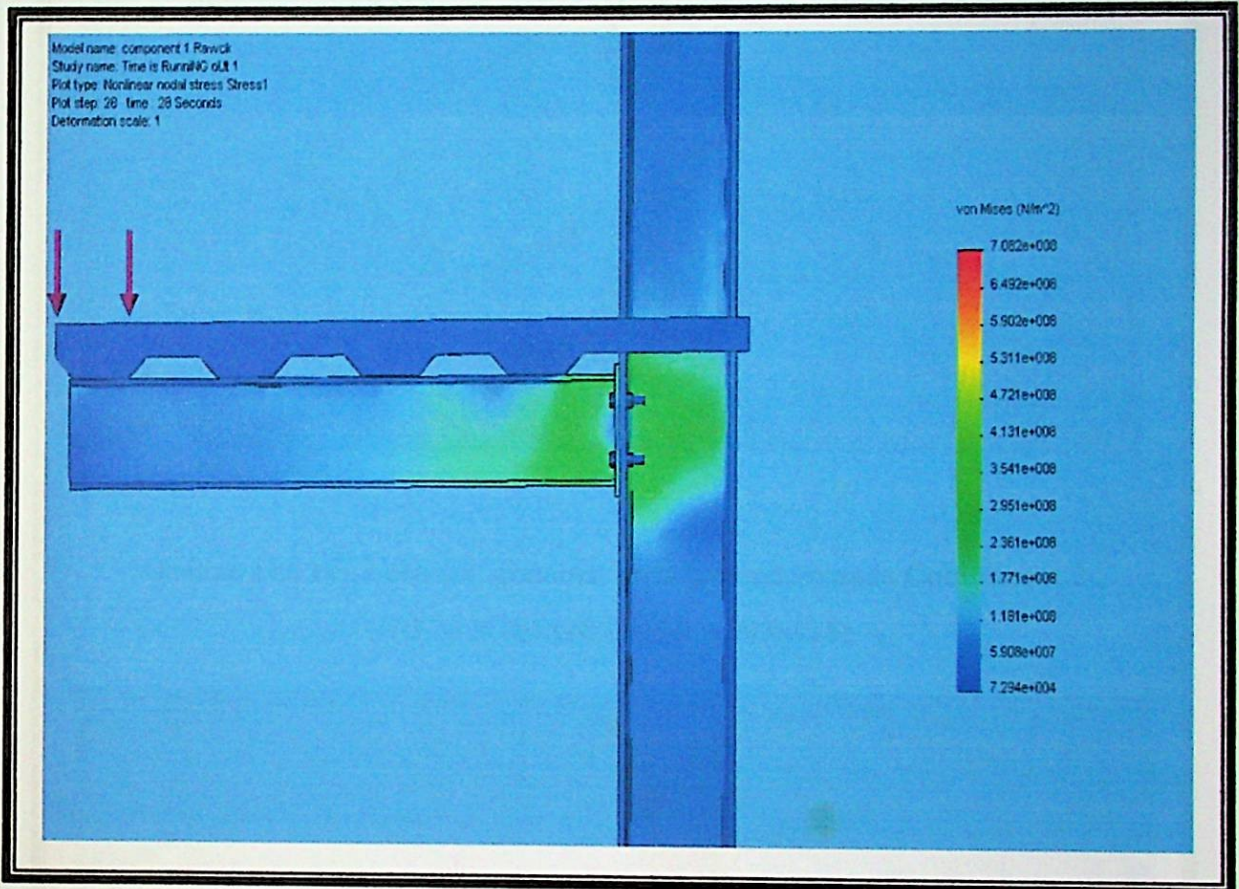 Model name: component 1 Rawck
Study name: Time is RunniNG oUt 1
Plot type: Nonlinear nodal stress Stress1
Plot step: 28 time : 28 Seconds
Deformation scale: 1
von Mises (N/m^2)
7.082e+008
6.492e+008
5.902e+008
5.311e+008
4.721e+008
4.131e+008
3.541e+008
2.951e+008
2.361e+008
1.771e+008
1.181e+008
5.908e+007
7.294e+004